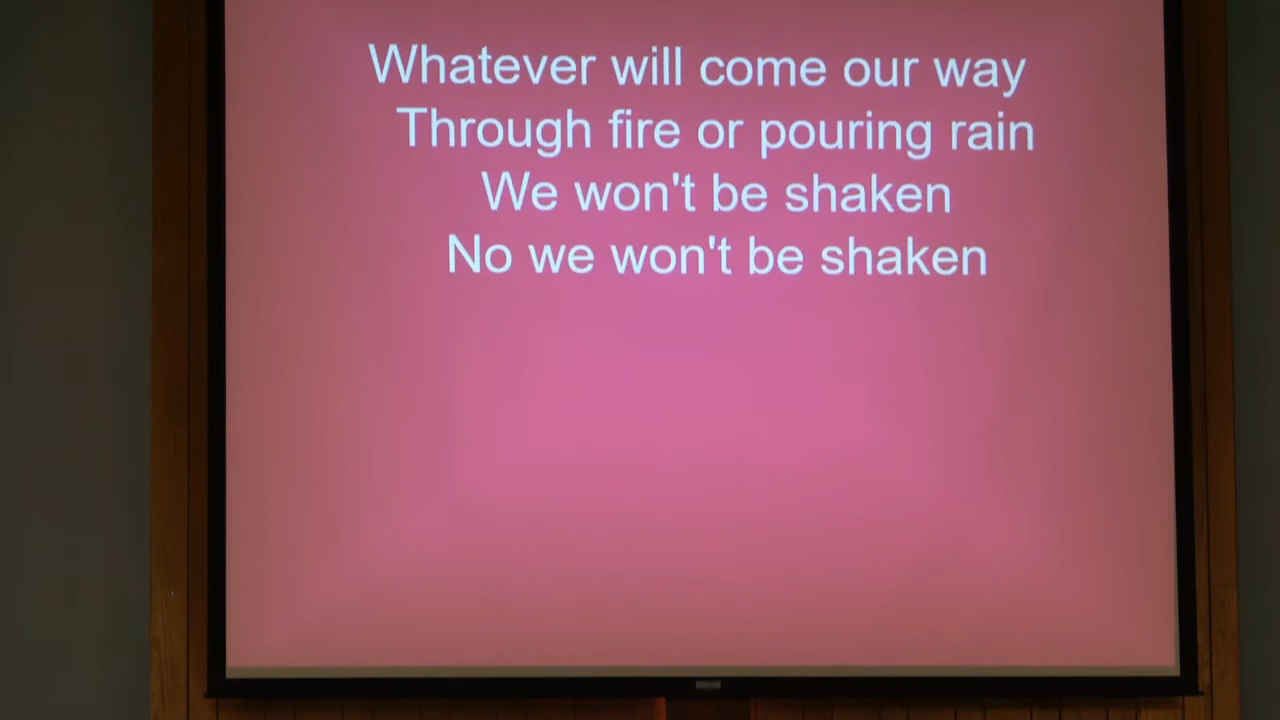 Whatever will come our way
Through fire or pouring rain
We won't be shaken
No we won't be shaken